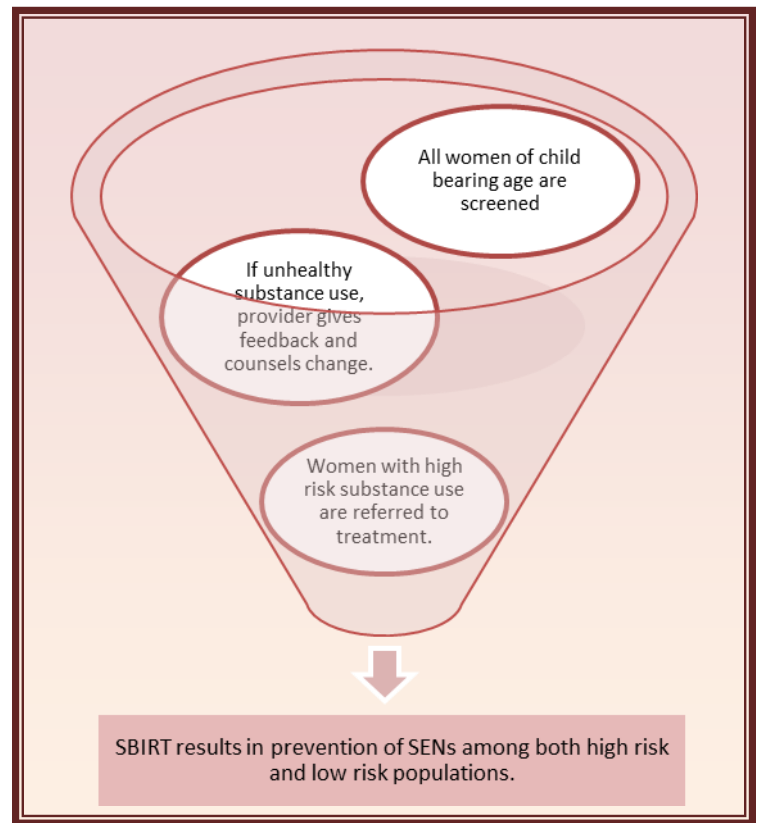 All women of child
bearing age are
screened
If unhealthy
substance use,
provider gives
feedback and
counsels change.
Women with high
risk substance use
are referred to
treatment.
SBIRT results in prevention of SENs among both high risk
and low risk populations.